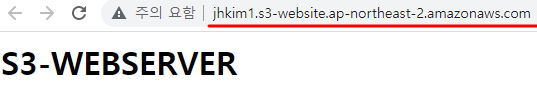 주의 요함 | jhkim1.s3-website.ap-northeast-2.amazonaws.com
S3-WEBSERVER